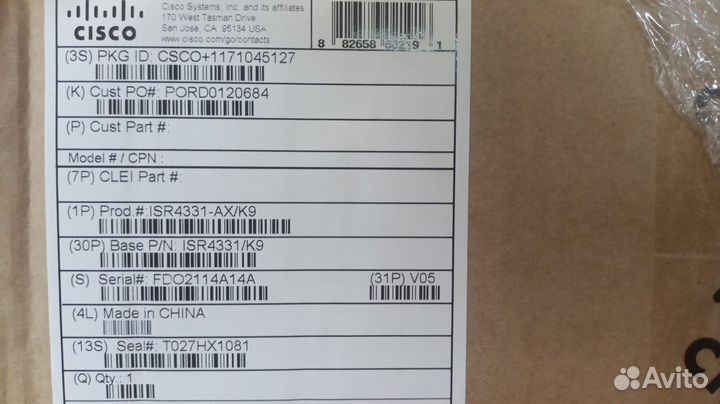 CISCO
Cisco Systems, Inc. and its affiliates
170 West Tasman Drive
San Jose, CA 95134 USA
www.cisco.com/go/contacts
(3S) PKG ID: CSCO+1171045127
(K) Cust PO#: PORD0120684
(P) Cust Part #:
Model # / CPN :
(7P) CLEI Part #:
(1P) Prod.#:ISR4331-AX/K9
(30P) Base P/N: ISR4331/K9
(S) Serial#: FDO2114A14A (31P) V05
(4L) Made in CHINA
(13S) Seal#: T027HX1081
(Q) Qty.: 1
Avito